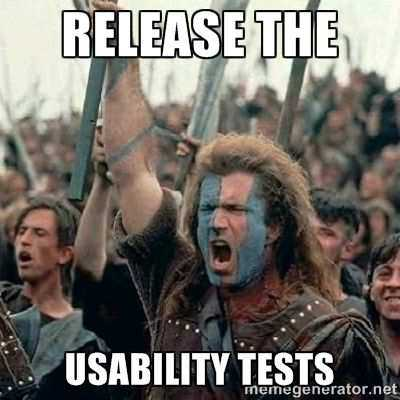 RELEASE THE
USABILITY TESTS
memegenerator.net